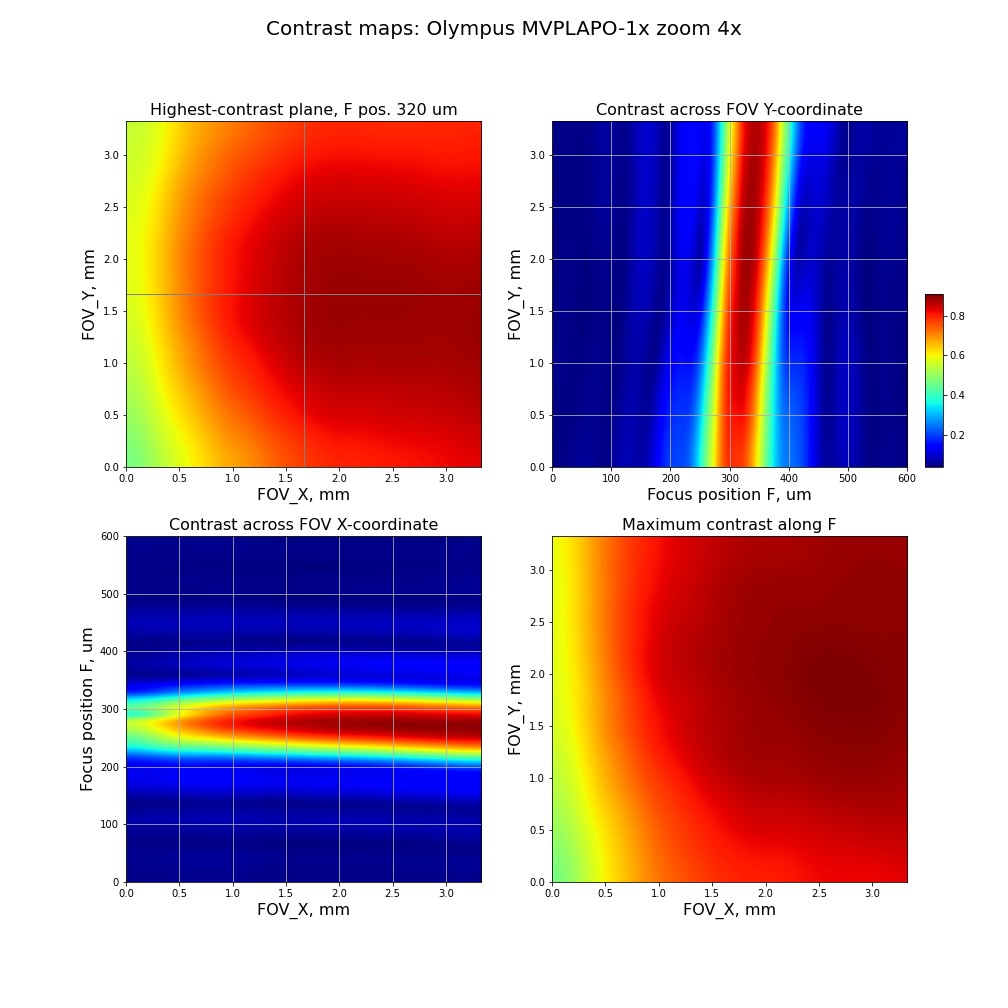 Contrast maps: Olympus MVPLAPO-1x zoom 4x
Highest-contrast plane, F pos. 320 um
3.0
2.5
2.0
1.5
1.0
0.5
0.0
FOV_Y, mm
0.0 0.5 1.0 1.5 2.0 2.5 3.0
FOV_X, mm
Contrast across FOV Y-coordinate
3.0
2.5
2.0
1.5
1.0
0.5
0.0
FOV_Y, mm
0 100 200 300 400 500 600
Focus position F, um
0.8
0.6
0.4
0.2
Contrast across FOV X-coordinate
600
500
400
300
200
100
0
Focus position F, um
0.0 0.5 1.0 1.5 2.0 2.5 3.0
FOV_X, mm
Maximum contrast along F
3.0
2.5
2.0
1.5
1.0
0.5
0.0
FOV_Y, mm
0.0 0.5 1.0 1.5 2.0 2.5 3.0
FOV_X, mm